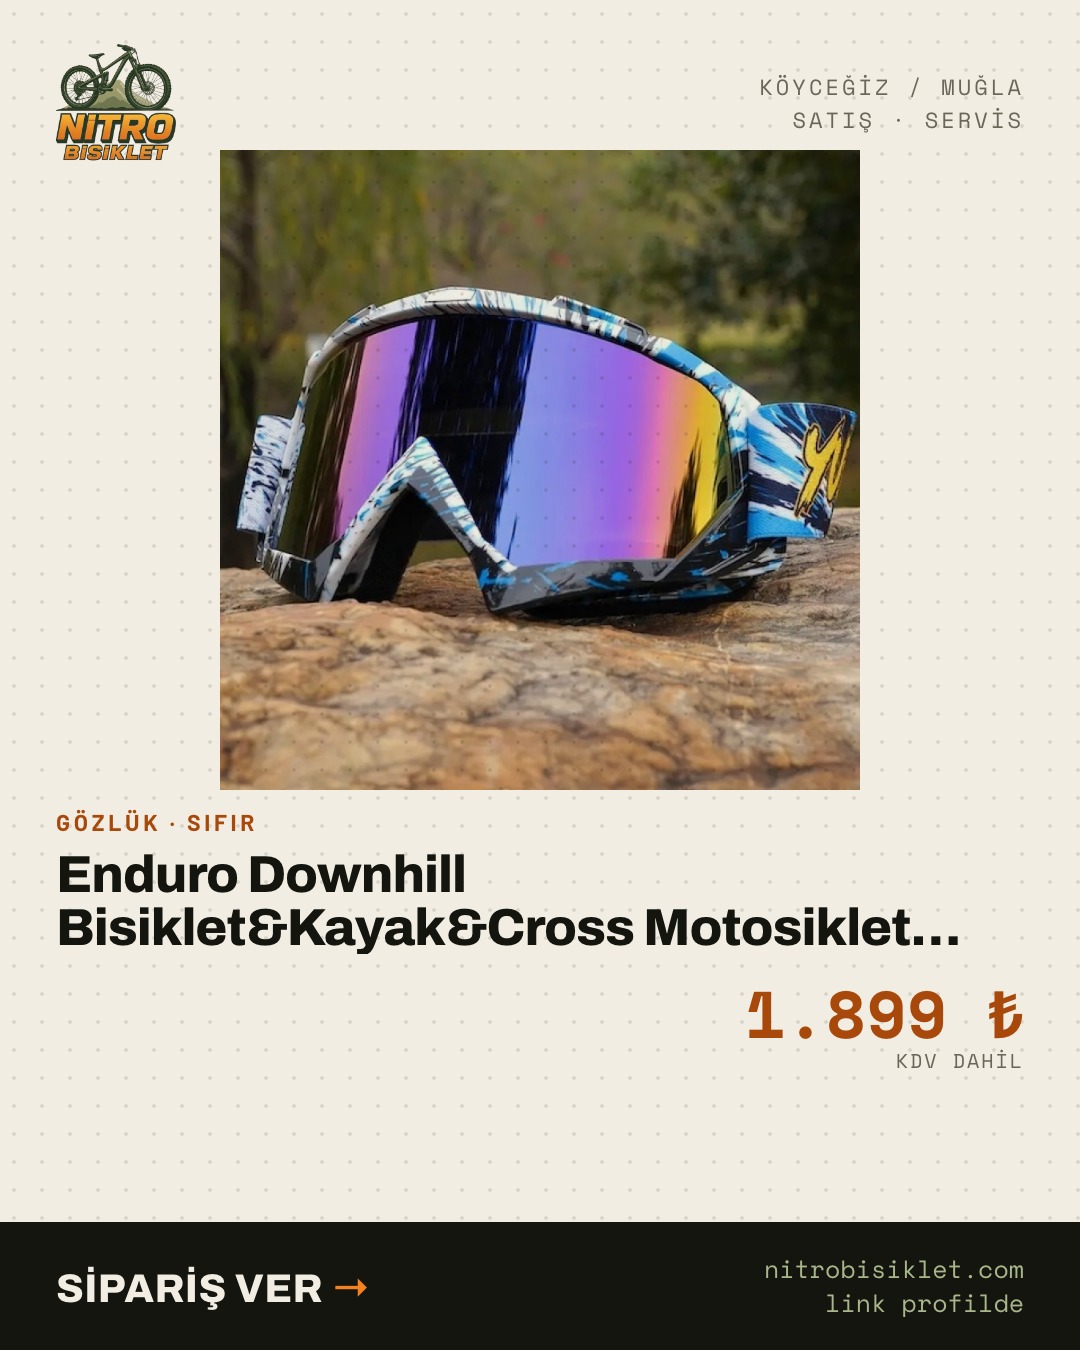 NİTRO
BİSİKLET
KÖYCEĞİZ / MUĞLA
SATIŞ · SERVİS
GÖZLÜK · SIFIR
Enduro Downhill
Bisiklet&Kayak&Cross Motosiklet...
1.899 ₺
KDV DAHİL
SİPARİŞ VER →
nitrobisiklet.com
link profilde